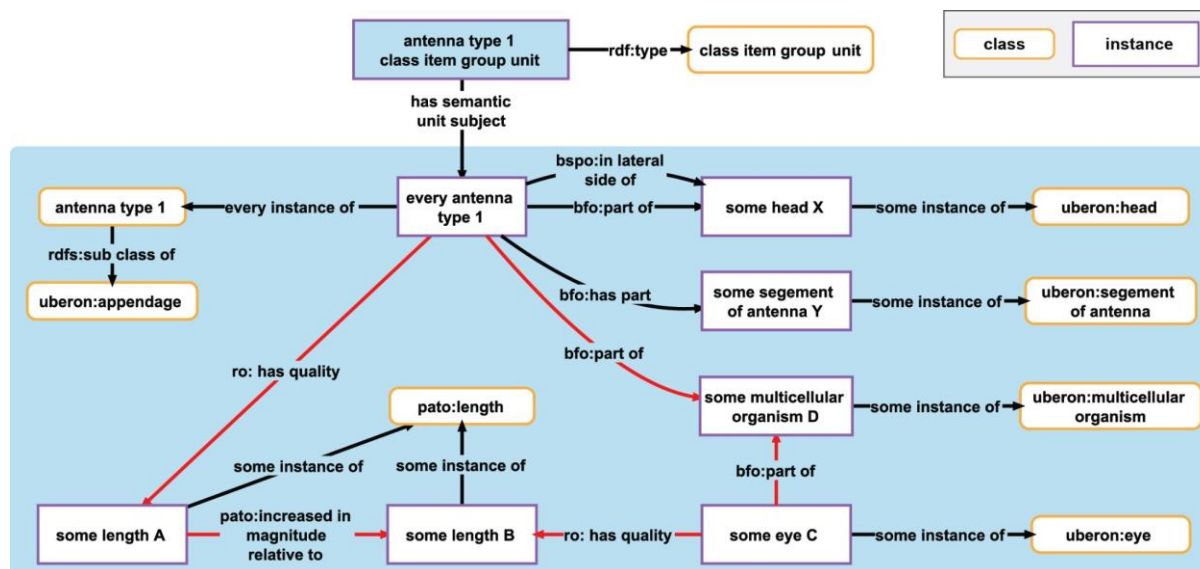 antenna type 1
class item group unit
rdf:type
class item group unit
class
instance
has semantic
unit subject
bspo:in lateral
side of
antenna type 1
every instance of
every antenna
type 1
bfo:part of
some head X
some instance of
uberon:head
rdfs:sub class of
uberon:appendage
bfo:has part
some segement
of antenna Y
some instance of
uberon:segement
of antenna
ro: has quality
bfo:part of
pato:length
some multicellular
organism D
some instance of
uberon:multicellular
organism
some instance of
some instance of
bfo:part of
some length A
pato:increased in
magnitude
relative to
some length B
ro: has quality
some eye C
some instance of
uberon:eye